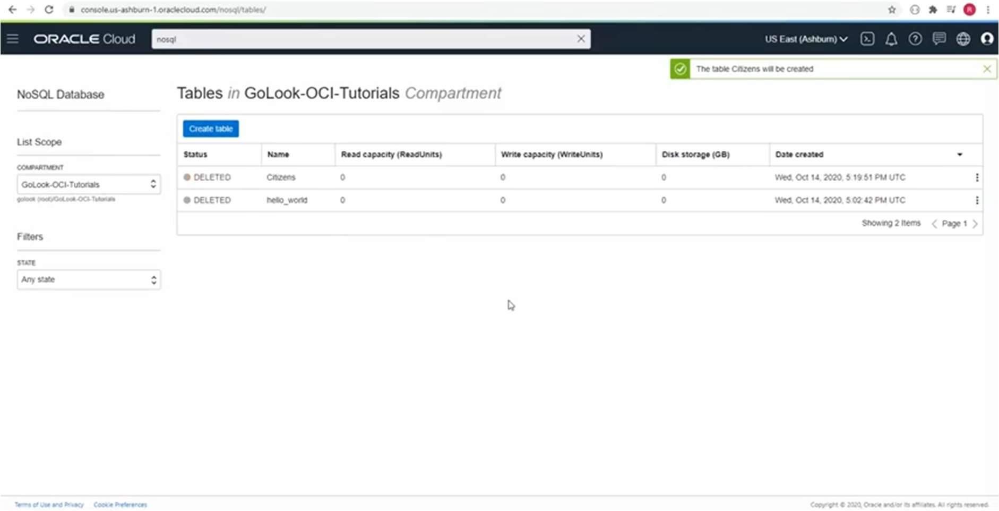 console.us-ashburn-1.oraclecloud.com/nosql/tables/
R
ORACLE Cloud
nosql
US East (Ashburn)
The table Citizens will be created
NoSQL Database
Tables in GoLook-OCI-Tutorials Compartment
Create table
List Scope
Status Name Read capacity (ReadUnits) Write capacity (WriteUnits) Disk storage (GB) Date created
COMPARTMENT
DELETED Citizens 0 0 0 Wed, Oct 14, 2020, 5:19:51 PM UTC
GoLook-OCI-Tutorials
golook (root)/GoLook-OCI-Tutorials
DELETED hello_world 0 0 0 Wed, Oct 14, 2020, 5:02:42 PM UTC
Showing 2 Items < Page 1 >
Filters
STATE
Any state
Terms of Use and Privacy Cookie Preferences
Copyright © 2020, Oracle and/or its affiliates. All rights reserved.